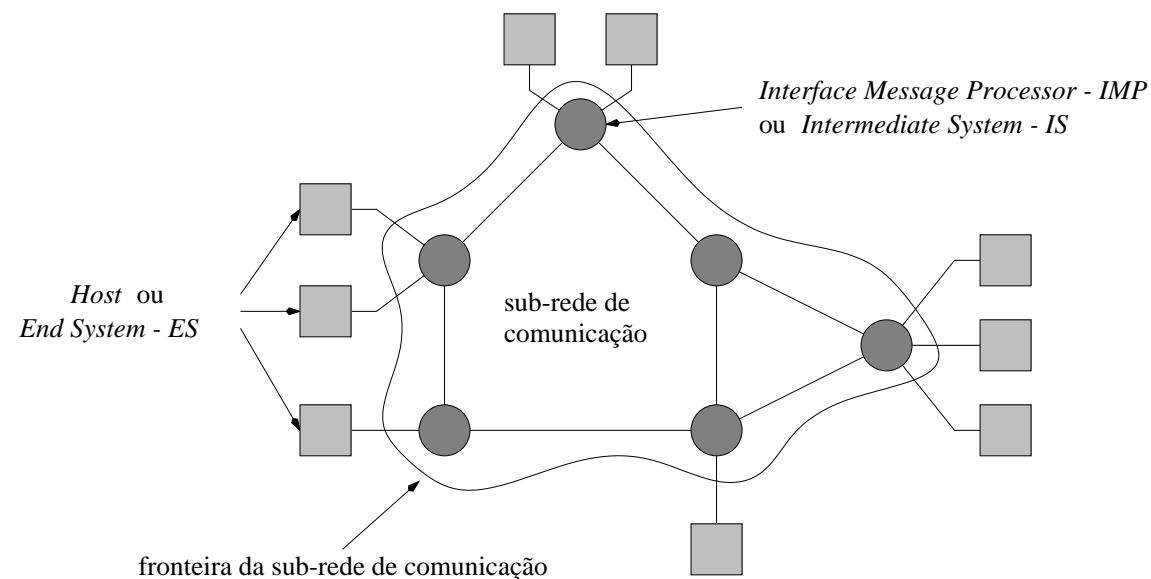 Interface Message Processor - IMP
ou Intermediate System - IS
Host ou
End System - ES
sub-rede de
comunicação
fronteira da sub-rede de comunicação